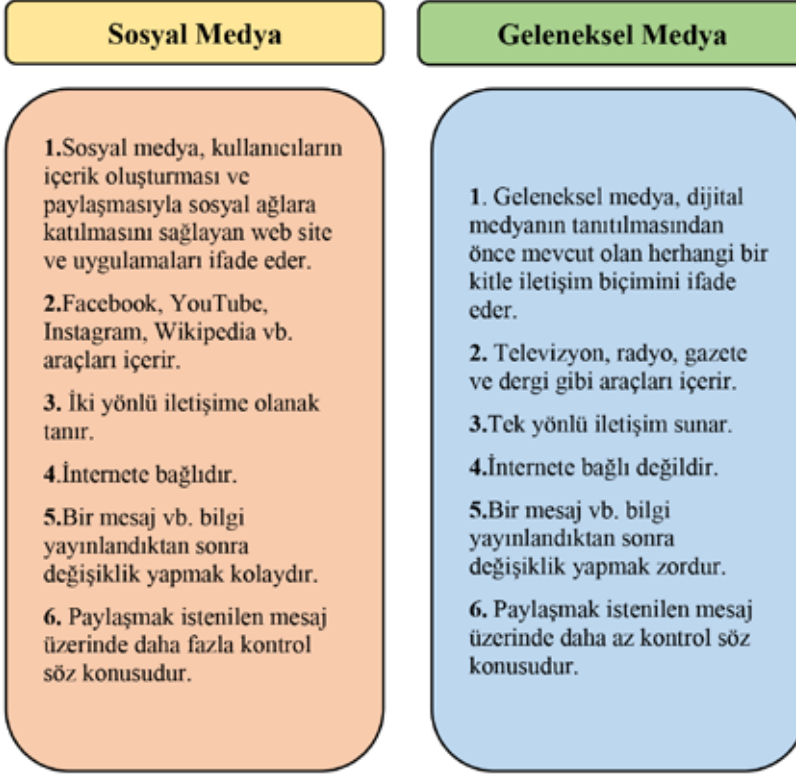 Sosyal Medya
1.Sosyal medya, kullanıcıların
içerik oluşturması ve
paylaşmasıyla sosyal ağlara
katılmasını sağlayan web site
ve uygulamaları ifade eder.
2.Facebook, YouTube,
Instagram, Wikipedia vb.
araçları içerir.
3. İki yönlü iletişime olanak
tanır.
4.İnternete bağlıdır.
5.Bir mesaj vb. bilgi
yayınlandıktan sonra
değişiklik yapmak kolaydır.
6. Paylaşmak istenilen mesaj
üzerinde daha fazla kontrol
söz konusudur.
Geleneksel Medya
1. Geleneksel medya, dijital
medyanın tanıtılmasından
önce mevcut olan herhangi bir
kitle iletişim biçimini ifade
eder.
2. Televizyon, radyo, gazete
ve dergi gibi araçları içerir.
3.Tek yönlü iletişim sunar.
4.İnternete bağlı değildir.
5.Bir mesaj vb. bilgi
yayınlandıktan sonra
değişiklik yapmak zordur.
6. Paylaşmak istenilen mesaj
üzerinde daha az kontrol söz
konusudur.